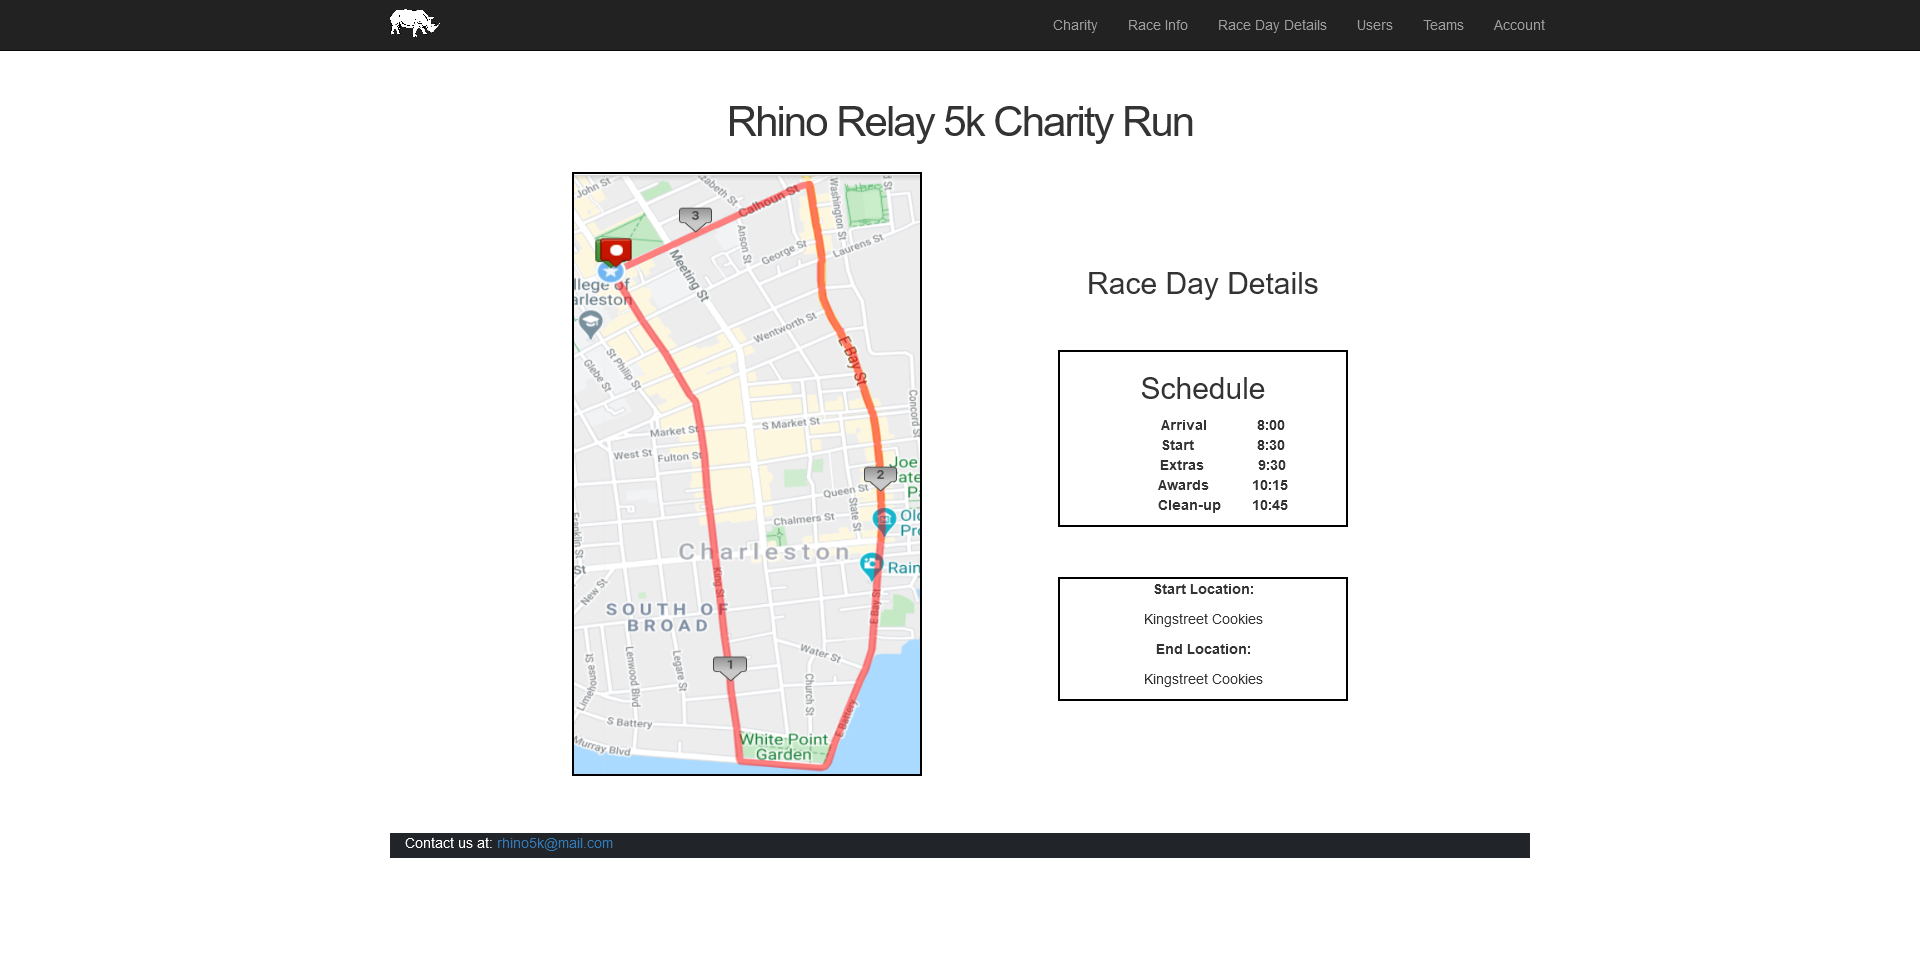 Charity Race Info Race Day Details Users Teams Account
Rhino Relay 5k Charity Run
John St
zabeth St
Calhoun St
Washington St
3
Anson St
George St
Laurens St
Meeting St
llege of
arleston
Wentworth St
E Bay St
St Philip St
Glebe St
Concord St
Market St
S Market St
West St
Fulton St
Joe
ate
P
2
Queen St
State St
Old
Pro
Chalmers St
Franklin St
Charleston
St
King St
Rain
New St
SOUTH OF
BROAD
E Bay St
Water St
1
Limehouse St
Lenwood Blvd
Legare St
Church St
S Battery
E Battery
Murray Blvd
White Point
Garden
Race Day Details
Schedule
Arrival 8:00
Start 8:30
Extras 9:30
Awards 10:15
Clean-up 10:45
Start Location:
Kingstreet Cookies
End Location:
Kingstreet Cookies
Contact us at: rhino5k@mail.com